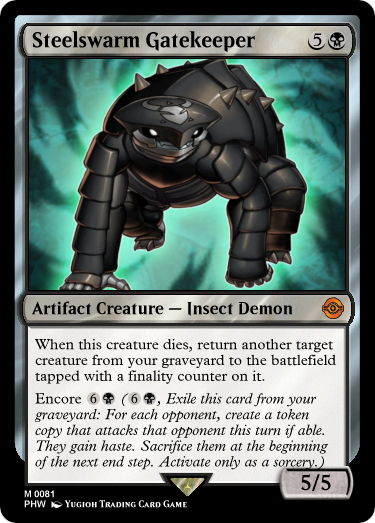 Steelswarm Gatekeeper 5
Artifact Creature — Insect Demon
When this creature dies, return another target
creature from your graveyard to the battlefield
tapped with a finality counter on it.
Encore 6 ( 6 , Exile this card from your
graveyard: For each opponent, create a token
copy that attacks that opponent this turn if able.
They gain haste. Sacrifice them at the beginning
of the next end step. Activate only as a sorcery.)
5/5
M 0081
PHW Yugioh Trading Card Game